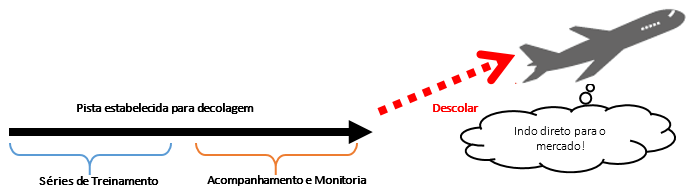 Pista estabelecida para decolagem
Descolar
Indo direto para o
mercado!
Séries de Treinamento
Acompanhamento e Monitoria